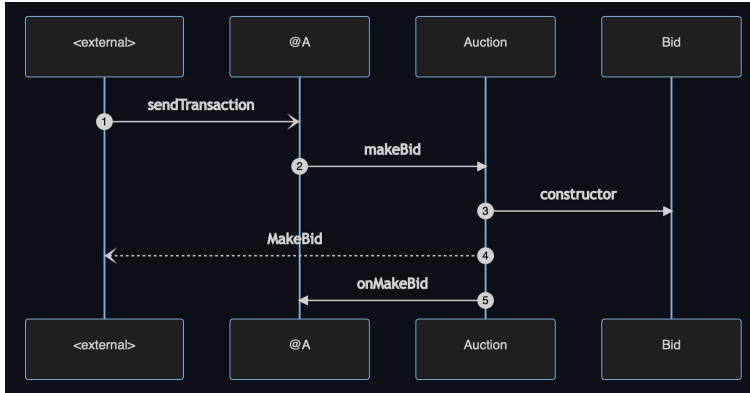 <external>
@A
Auction
Bid
sendTransaction
1
makeBid
2
constructor
3
MakeBid
4
onMakeBid
5
<external>
@A
Auction
Bid